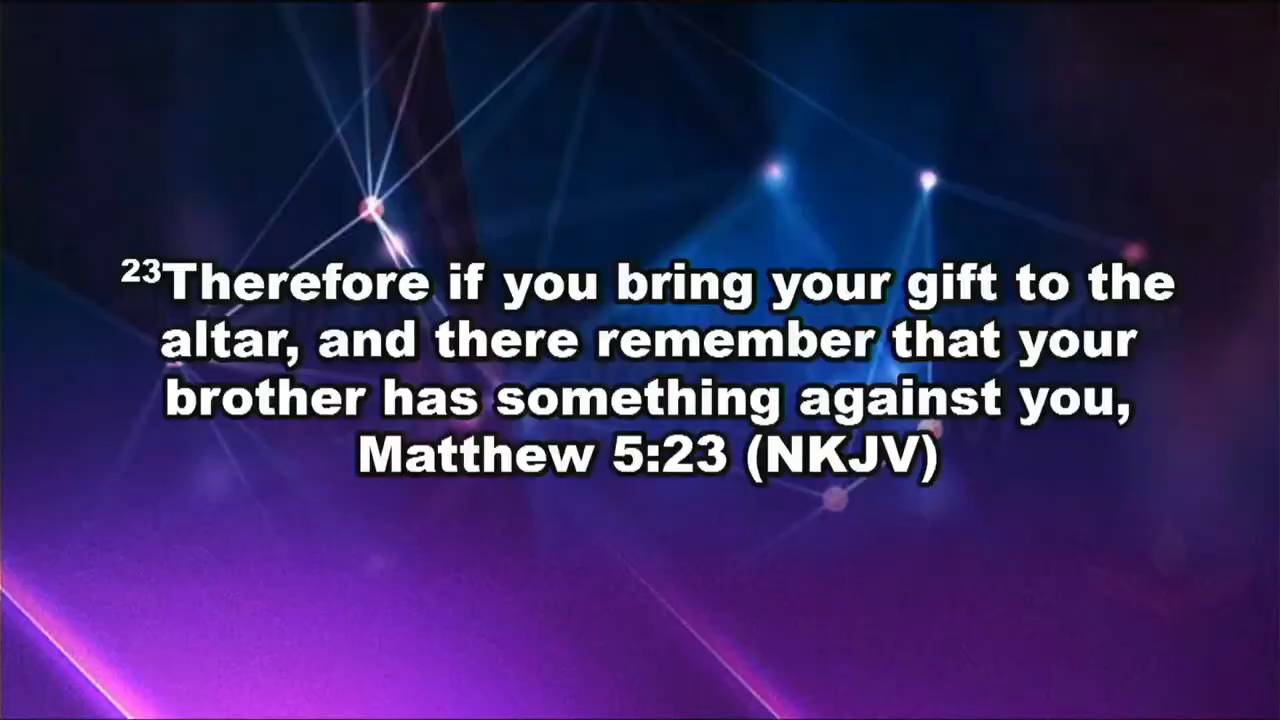 ²³Therefore if you bring your gift to the
altar, and there remember that your
brother has something against you,
Matthew 5:23 (NKJV)